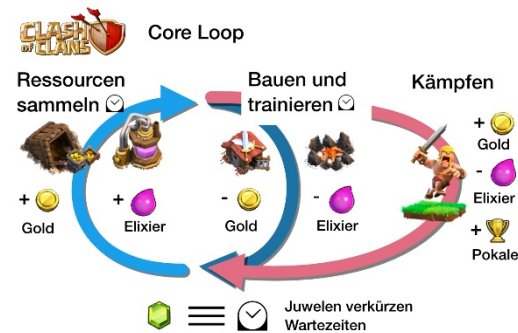 CLASH
OF CLANS
Core Loop
Ressourcen
sammeln
Bauen und
trainieren
Kämpfen
+
Gold
+
Elixier
-
Gold
-
Elixier
+
Gold
-
Elixier
+
Pokale
Juwelen verkürzen
Wartezeiten